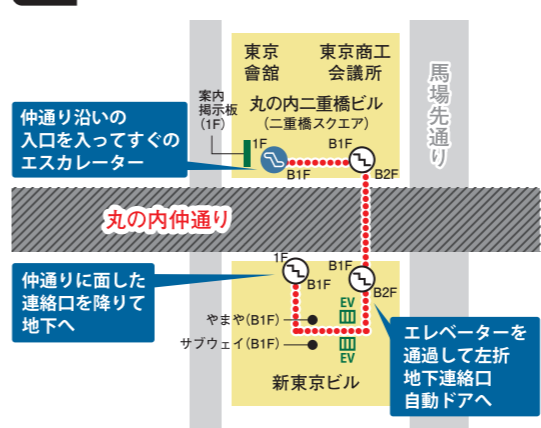 東京
會舘
東京商工
会議所
丸の内二重橋ビル
(二重橋スクエア)
案内
掲示板
(1F)
1F
B1F
B1F
B2F
馬場先通り
仲通り沿いの
入口を入ってすぐの
エスカレーター
丸の内仲通り
仲通りに面した
連絡口を降りて
地下へ
1F
B1F
B1F
B2F
EV
やまや(B1F)
サブウェイ(B1F)
EV
新東京ビル
エレベーターを
通過して左折
地下連絡口
自動ドアへ